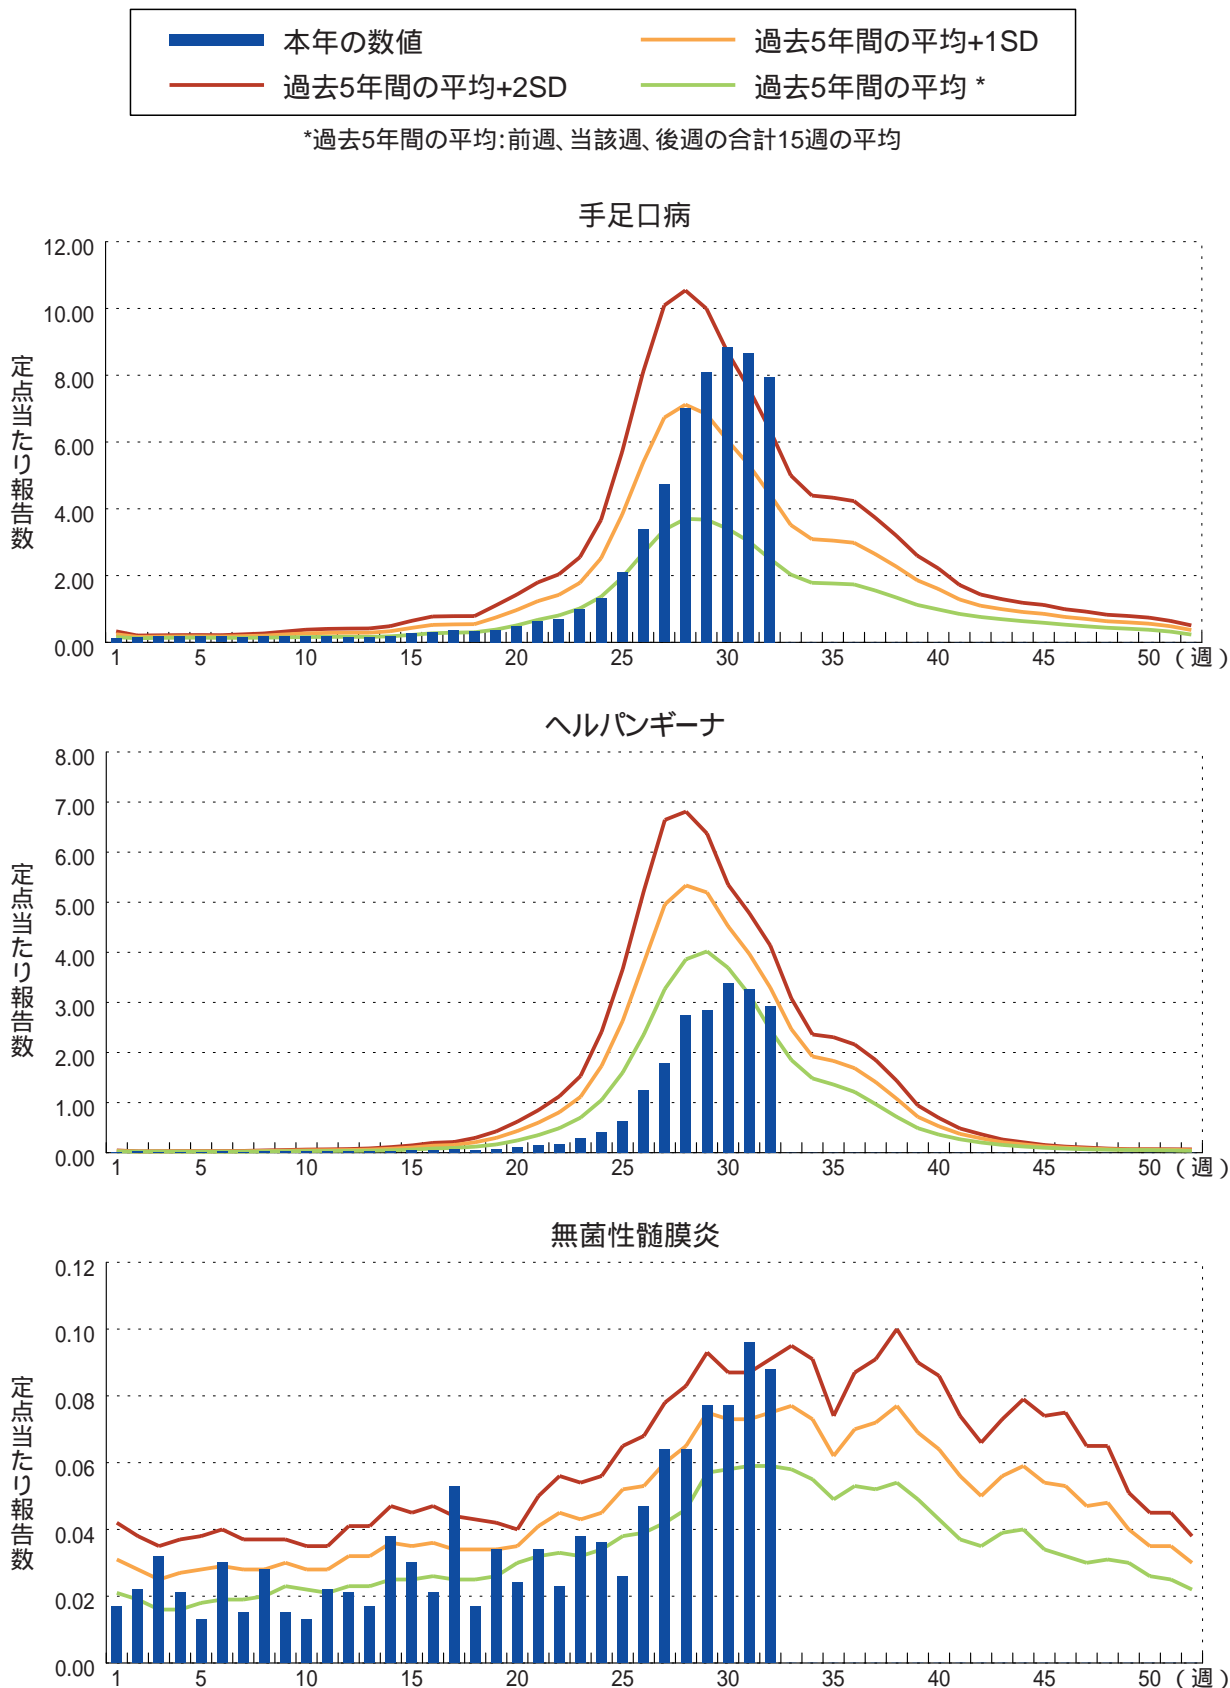 本年の数値
過去5年間の平均+1SD
過去5年間の平均+2SD
過去5年間の平均 *
*過去5年間の平均:前週、当該週、後週の合計15週の平均
手足口病
定点当たり報告数
12.00
10.00
8.00
6.00
4.00
2.00
0.00
1 5 10 15 20 25 30 35 40 45 50 (週)
ヘルパンギーナ
定点当たり報告数
8.00
7.00
6.00
5.00
4.00
3.00
2.00
1.00
0.00
1 5 10 15 20 25 30 35 40 45 50 (週)
無菌性髄膜炎
定点当たり報告数
0.12
0.10
0.08
0.06
0.04
0.02
0.00
1 5 10 15 20 25 30 35 40 45 50 (週)